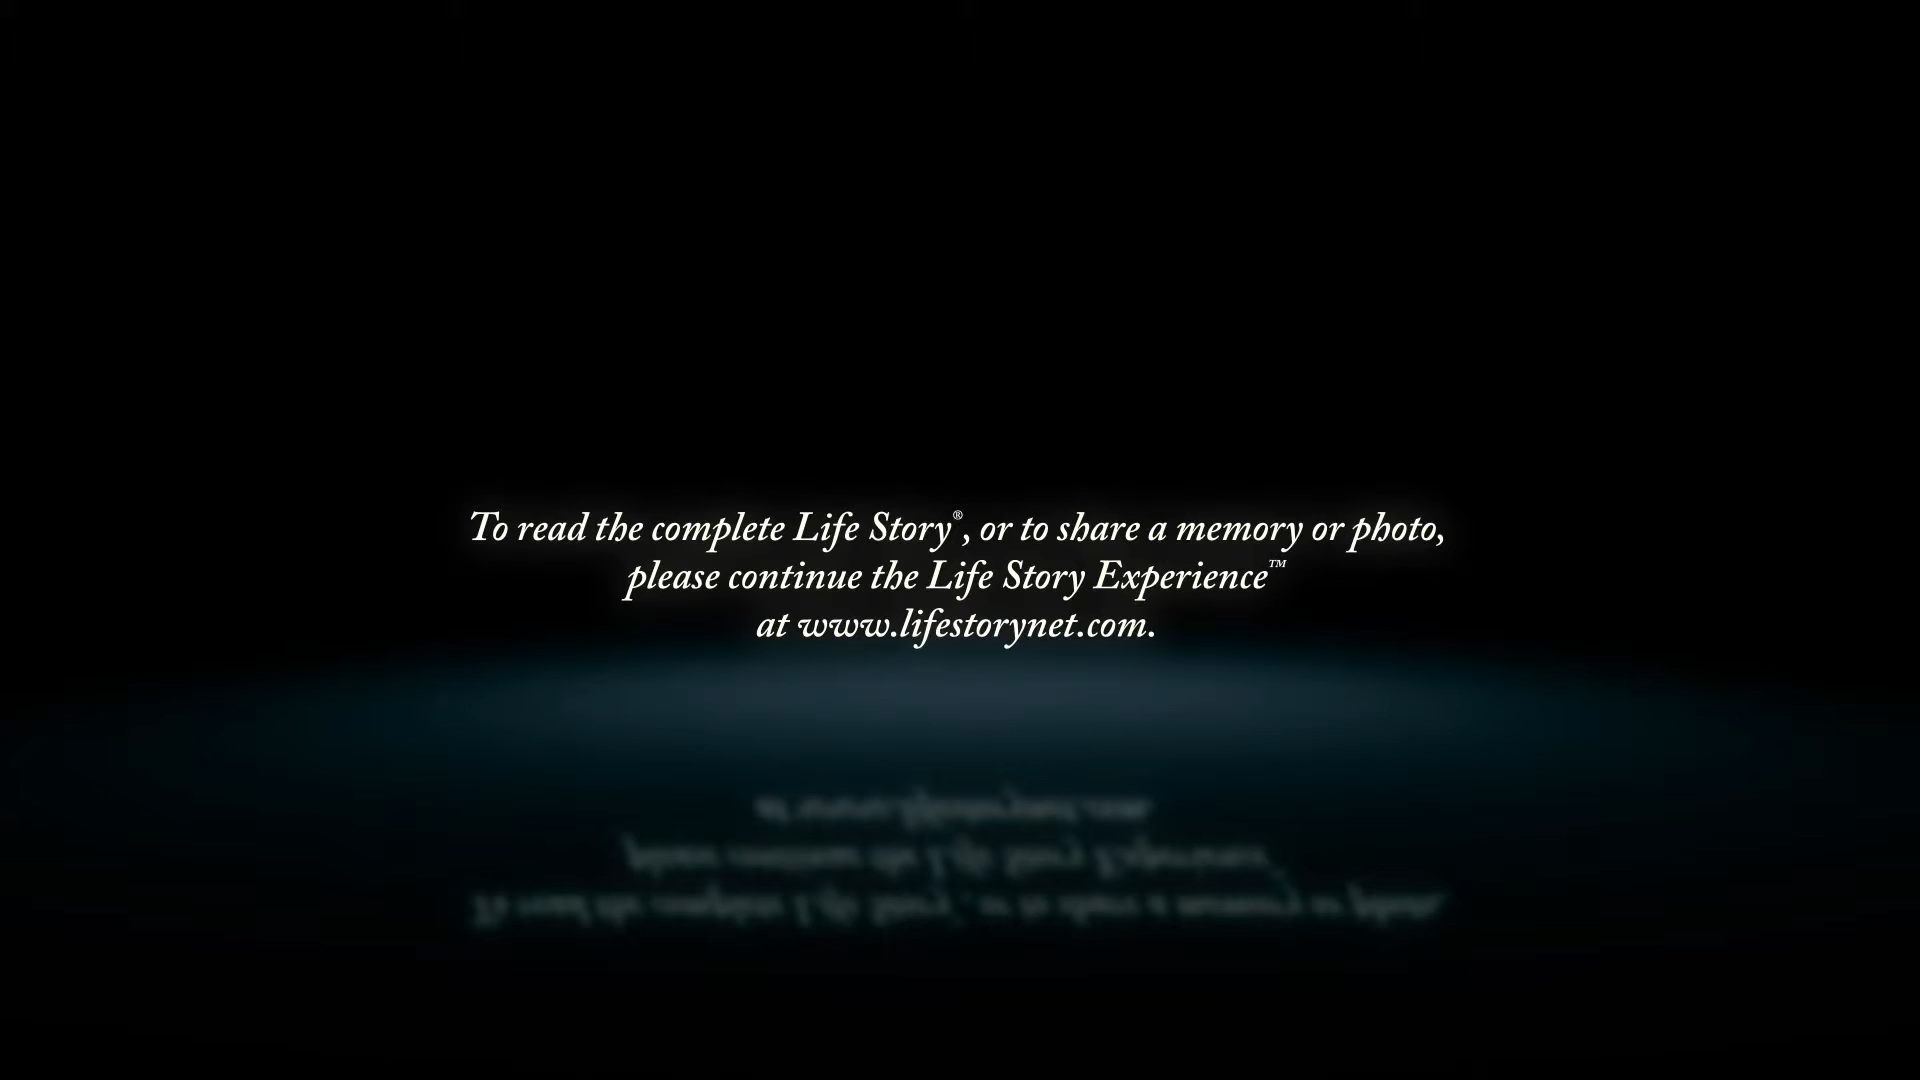 To read the complete Life Story®, or to share a memory or photo,
please continue the Life Story Experience™
at www.lifestorynet.com.